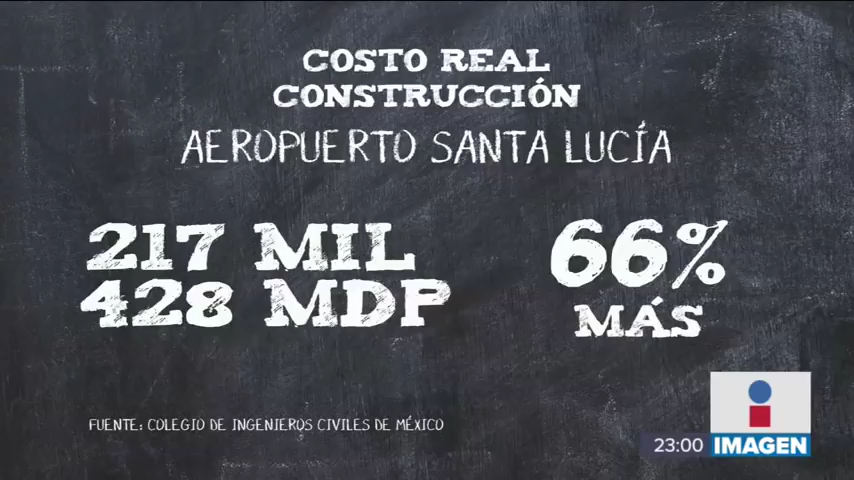 COSTO REAL
CONSTRUCCIÓN
AEROPUERTO SANTA LUCÍA
217 MIL
428 MDP
66%
MÁS
FUENTE: COLEGIO DE INGENIEROS CIVILES DE MÉXICO
23:00 IMAGEN